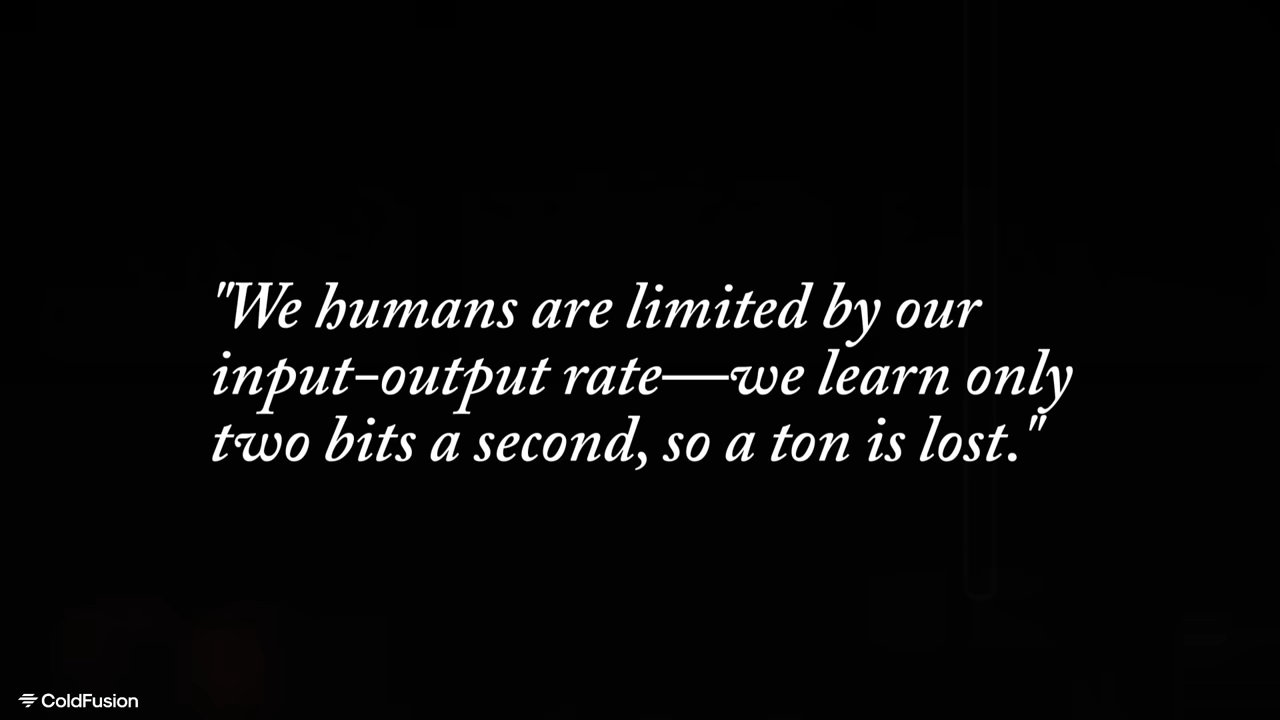 "We humans are limited by our
input-output rate—we learn only
two bits a second, so a ton is lost."
ColdFusion